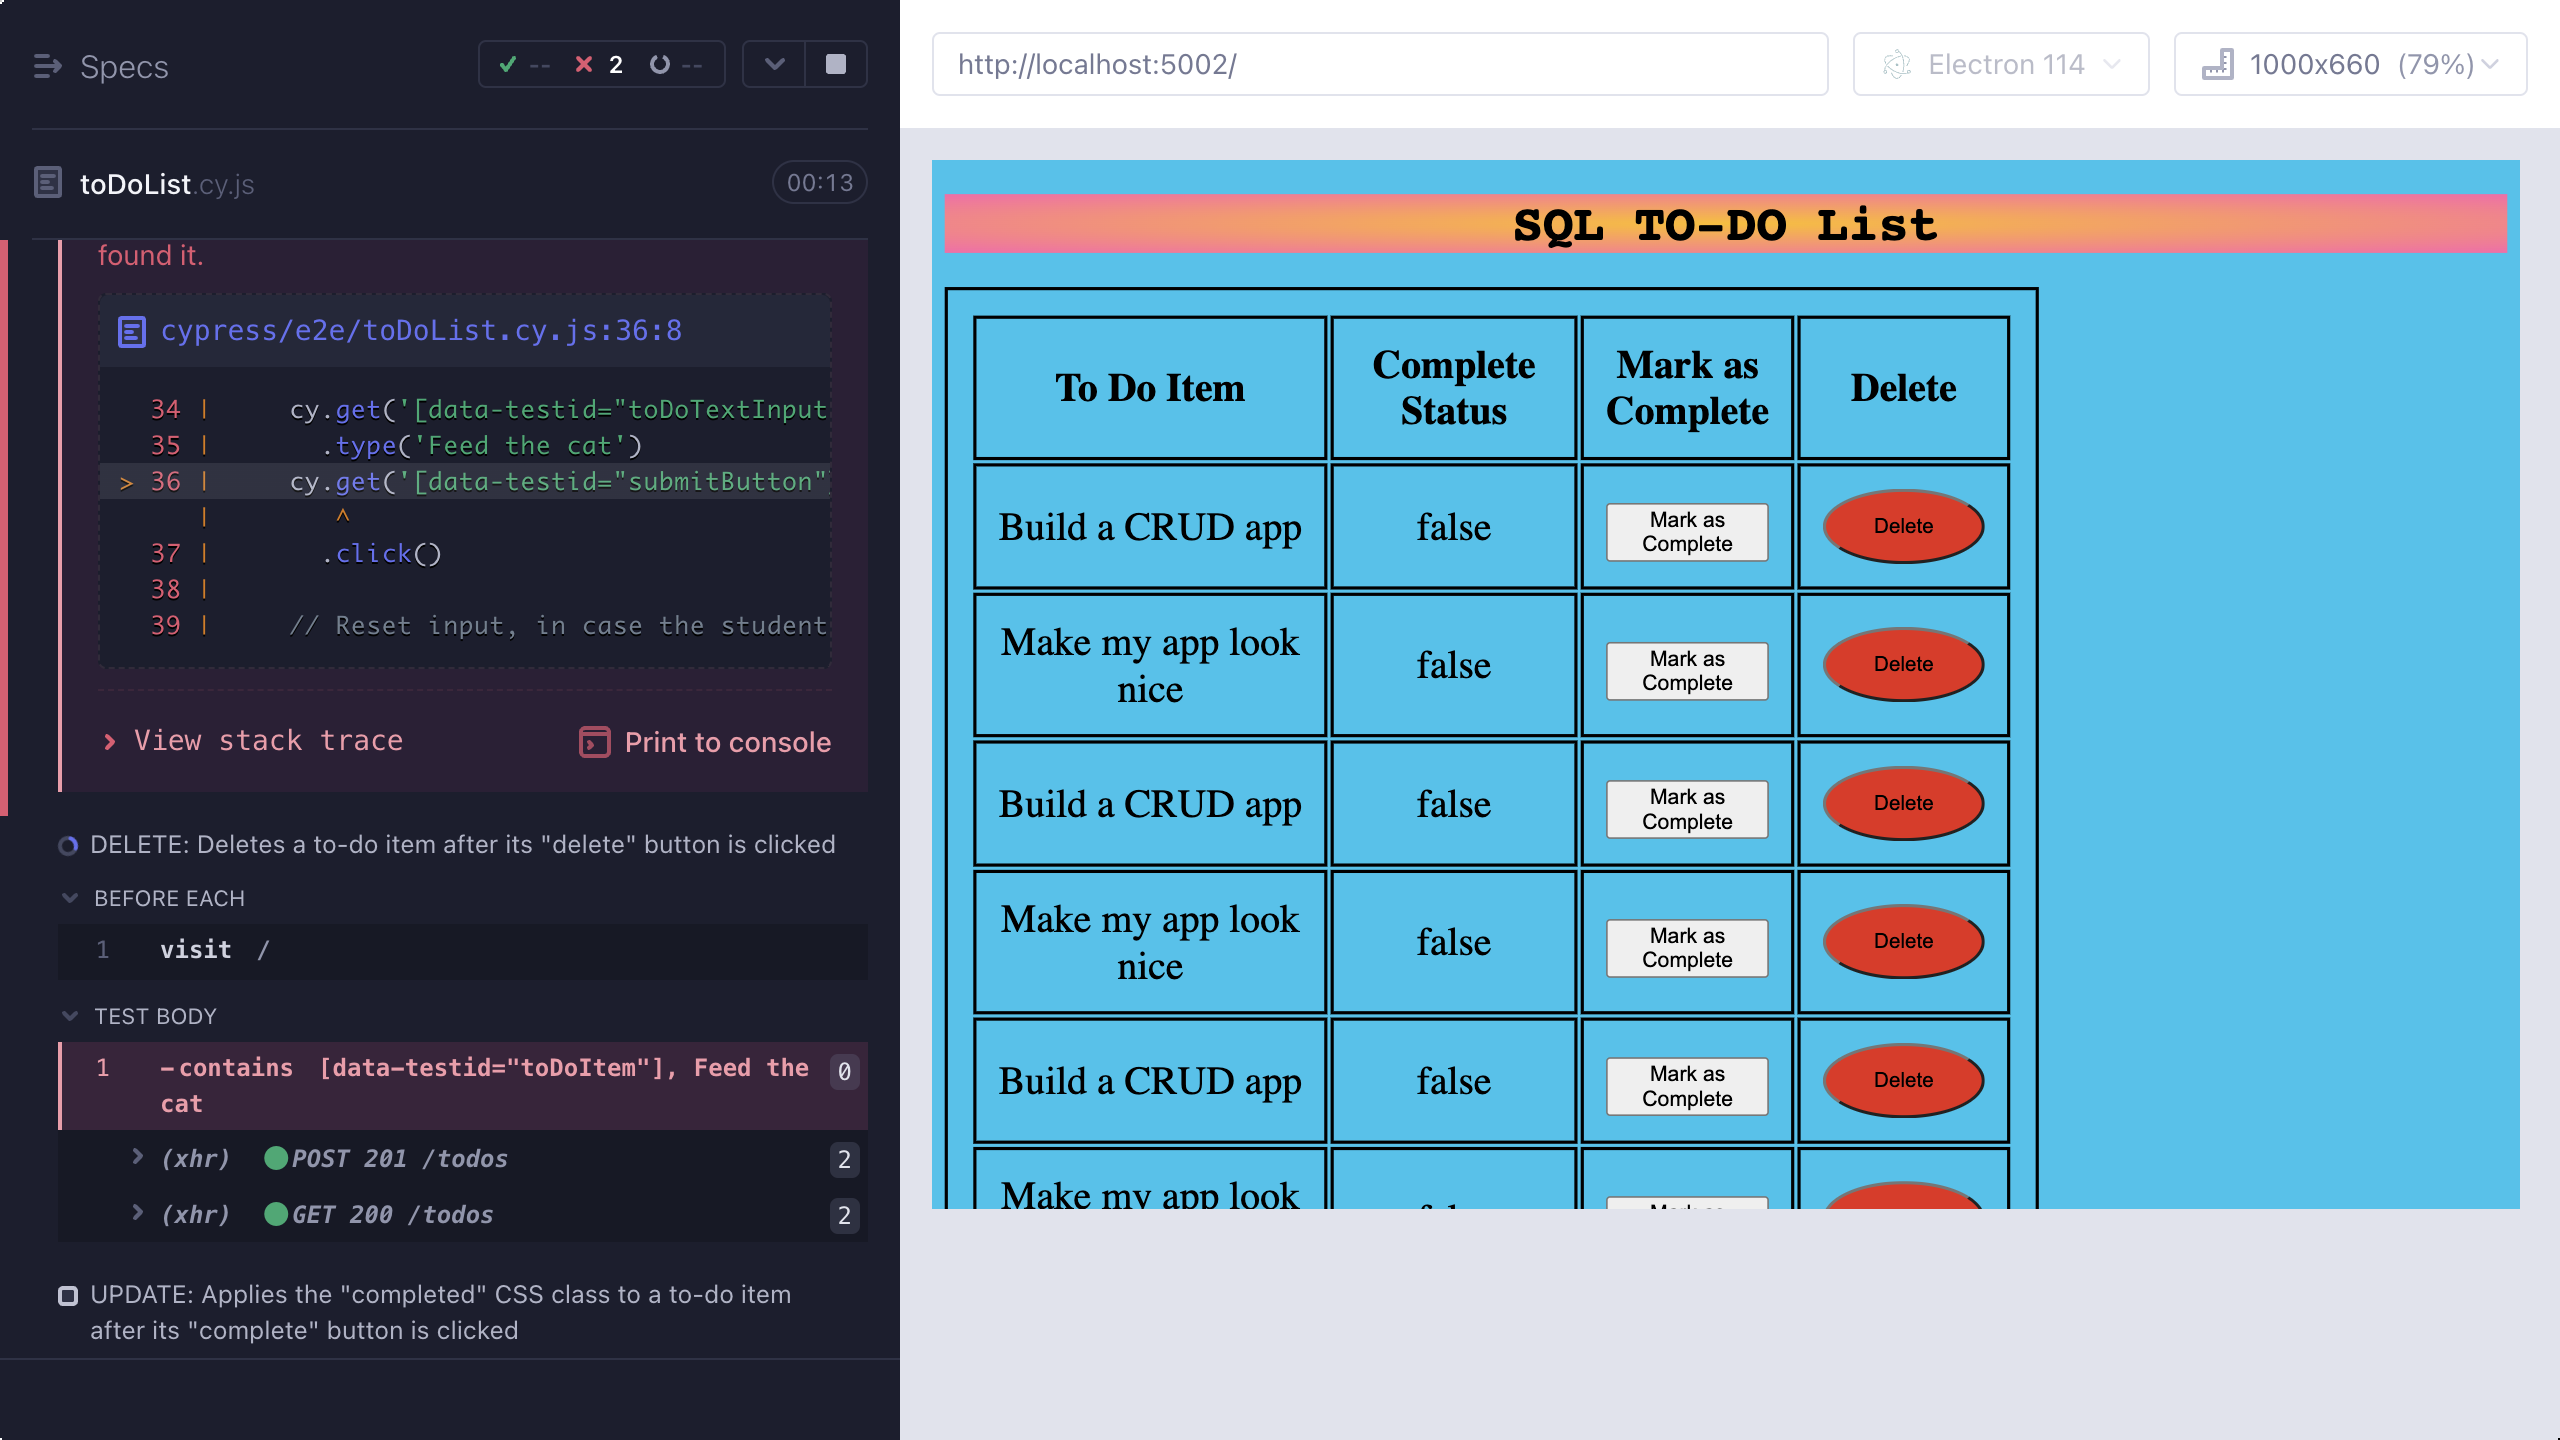 Specs
-- 2 --
toDoList.cy.js
00:13
found it.
cypress/e2e/toDoList.cy.js:36:8
34 | cy.get('[data-testid="toDoTextInput
35 | .type('Feed the cat')
> 36 | cy.get('[data-testid="submitButton"]
| ^
37 | .click()
38 |
39 | // Reset input, in case the student
> View stack trace
Print to console
DELETE: Deletes a to-do item after its "delete" button is clicked
BEFORE EACH
1 visit /
TEST BODY
1 -contains [data-testid="toDoItem"], Feed the 0
cat
(xhr) POST 201 /todos 2
(xhr) GET 200 /todos 2
UPDATE: Applies the "completed" CSS class to a to-do item
after its "complete" button is clicked
http://localhost:5002/
Electron 114
1000x660 (79%)
SQL TO-DO List
To Do Item
Complete
Status
Mark as
Complete
Delete
Build a CRUD app
false
Mark as
Complete
Delete
Make my app look
nice
false
Mark as
Complete
Delete
Build a CRUD app
false
Mark as
Complete
Delete
Make my app look
nice
false
Mark as
Complete
Delete
Build a CRUD app
false
Mark as
Complete
Delete
Make my app look